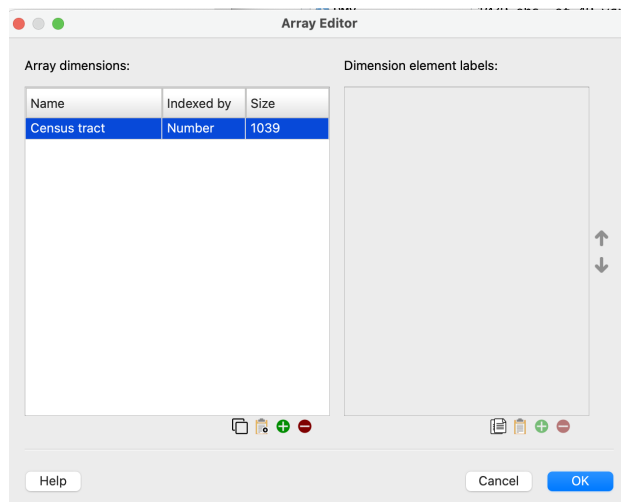 Array Editor
Array dimensions:
Dimension element labels:
Name Indexed by Size
Census tract Number 1039
Help Cancel OK